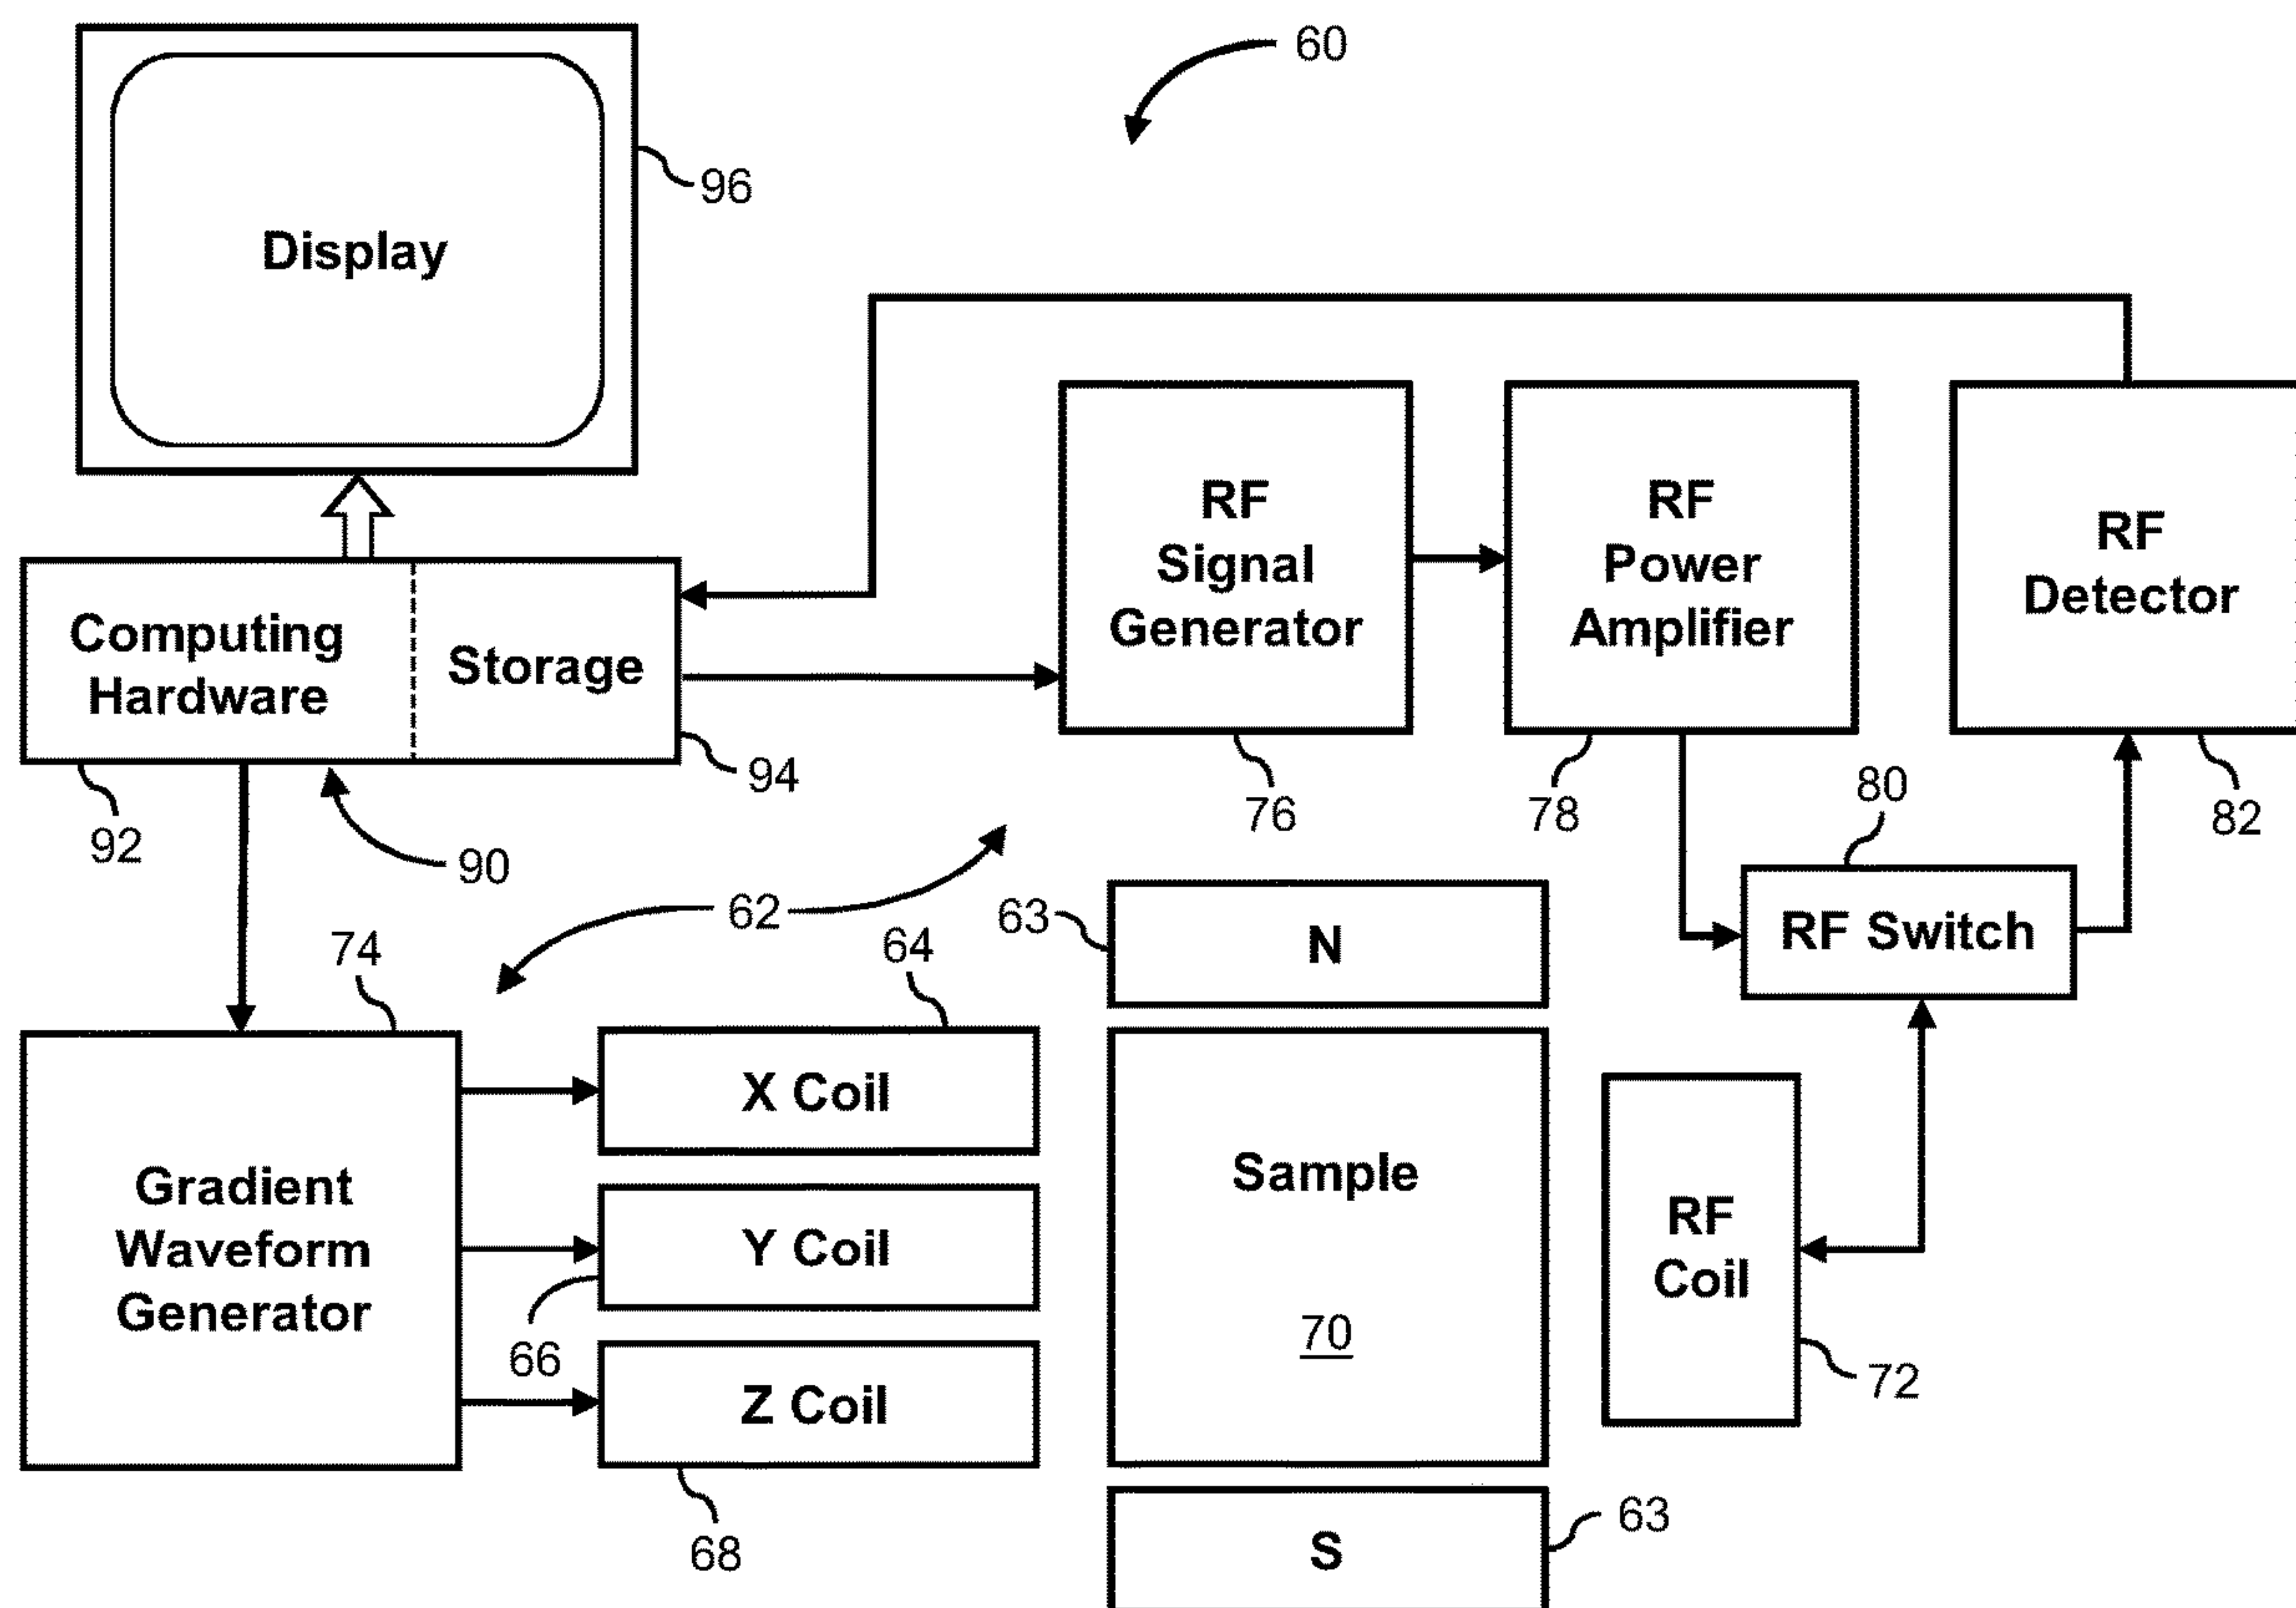 60
96
Display
RF
Signal
Generator
RF
Power
Amplifier
RF
Detector
Computing
Hardware
Storage
94
76
78
80
82
92
90
62
63
N
RF Switch
74
64
X Coil
Gradient
Waveform
Generator
Y Coil
66
Z Coil
68
Sample
70
RF
Coil
72
63
S